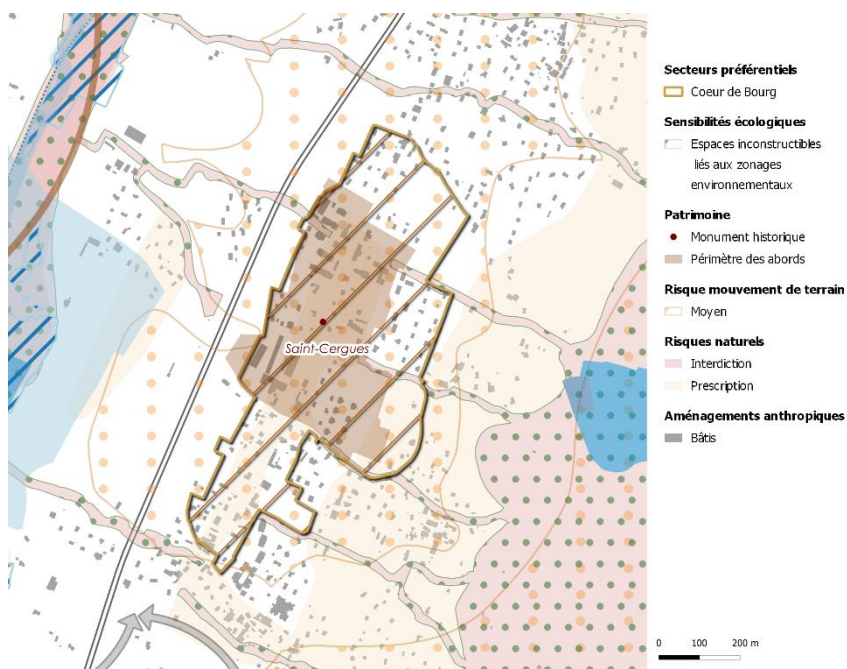 Saint-Cergues
Secteurs préférentiels
Coeur de Bourg
Sensibilités écologiques
Espaces inconstructibles
liés aux zonages
environnementaux
Patrimoine
Monument historique
Périmètre des abords
Risque mouvement de terrain
Moyen
Risques naturels
Interdiction
Prescription
Aménagements anthropiques
Bâtis
0 100 200 m